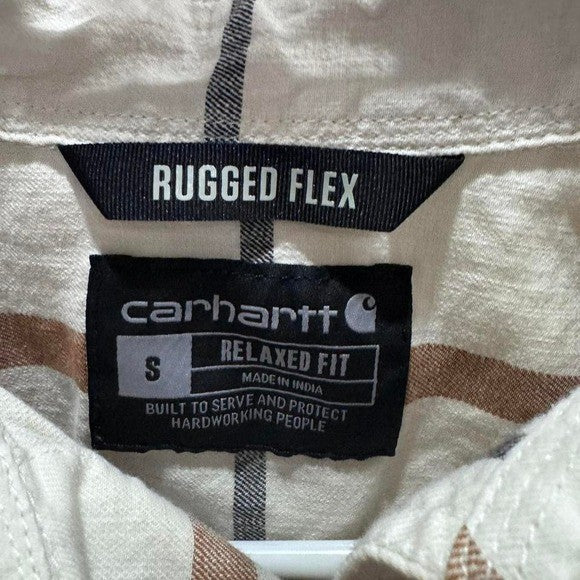 RUGGED FLEX
carhartt
S
RELAXED FIT
MADE IN INDIA
BUILT TO SERVE AND PROTECT
HARDWORKING PEOPLE